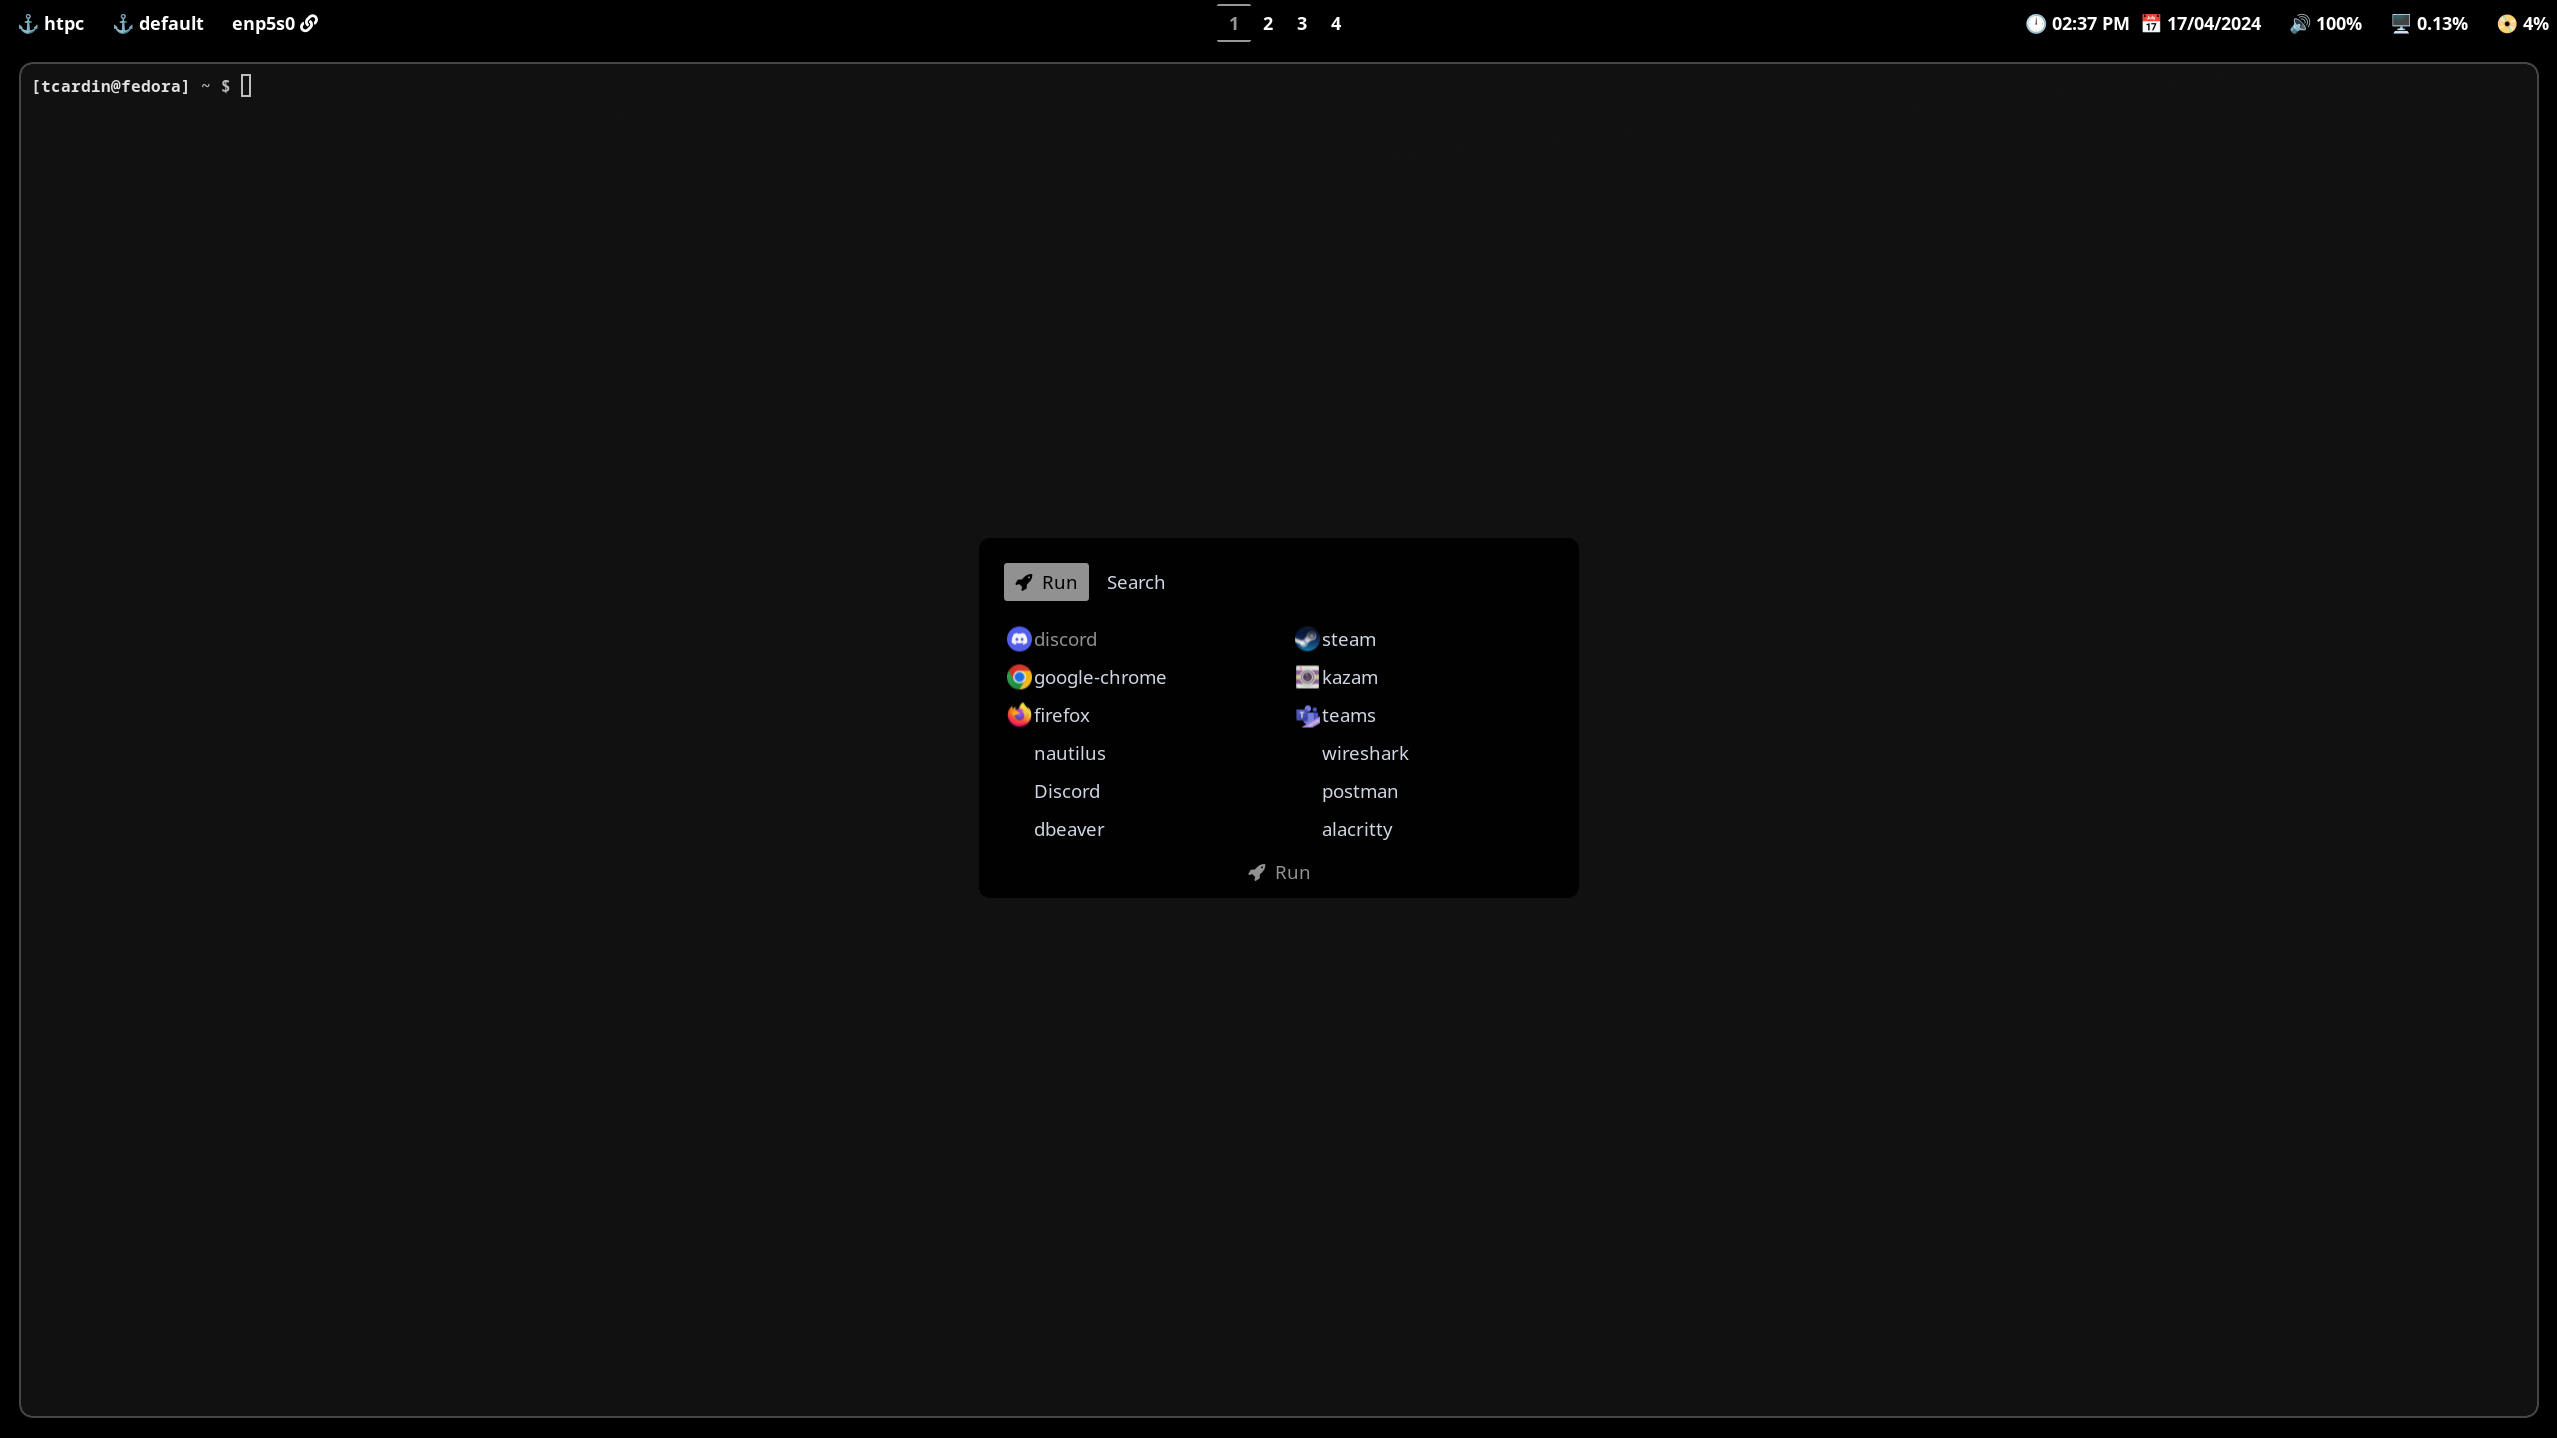 htpc default enp5s0 1 2 3 4 02:37 PM 17/04/2024 100% 0.13% 4%
[tcardin@fedora] ~ $
Run Search
discord steam
google-chrome kazam
firefox teams
nautilus wireshark
Discord postman
dbeaver alacritty
Run